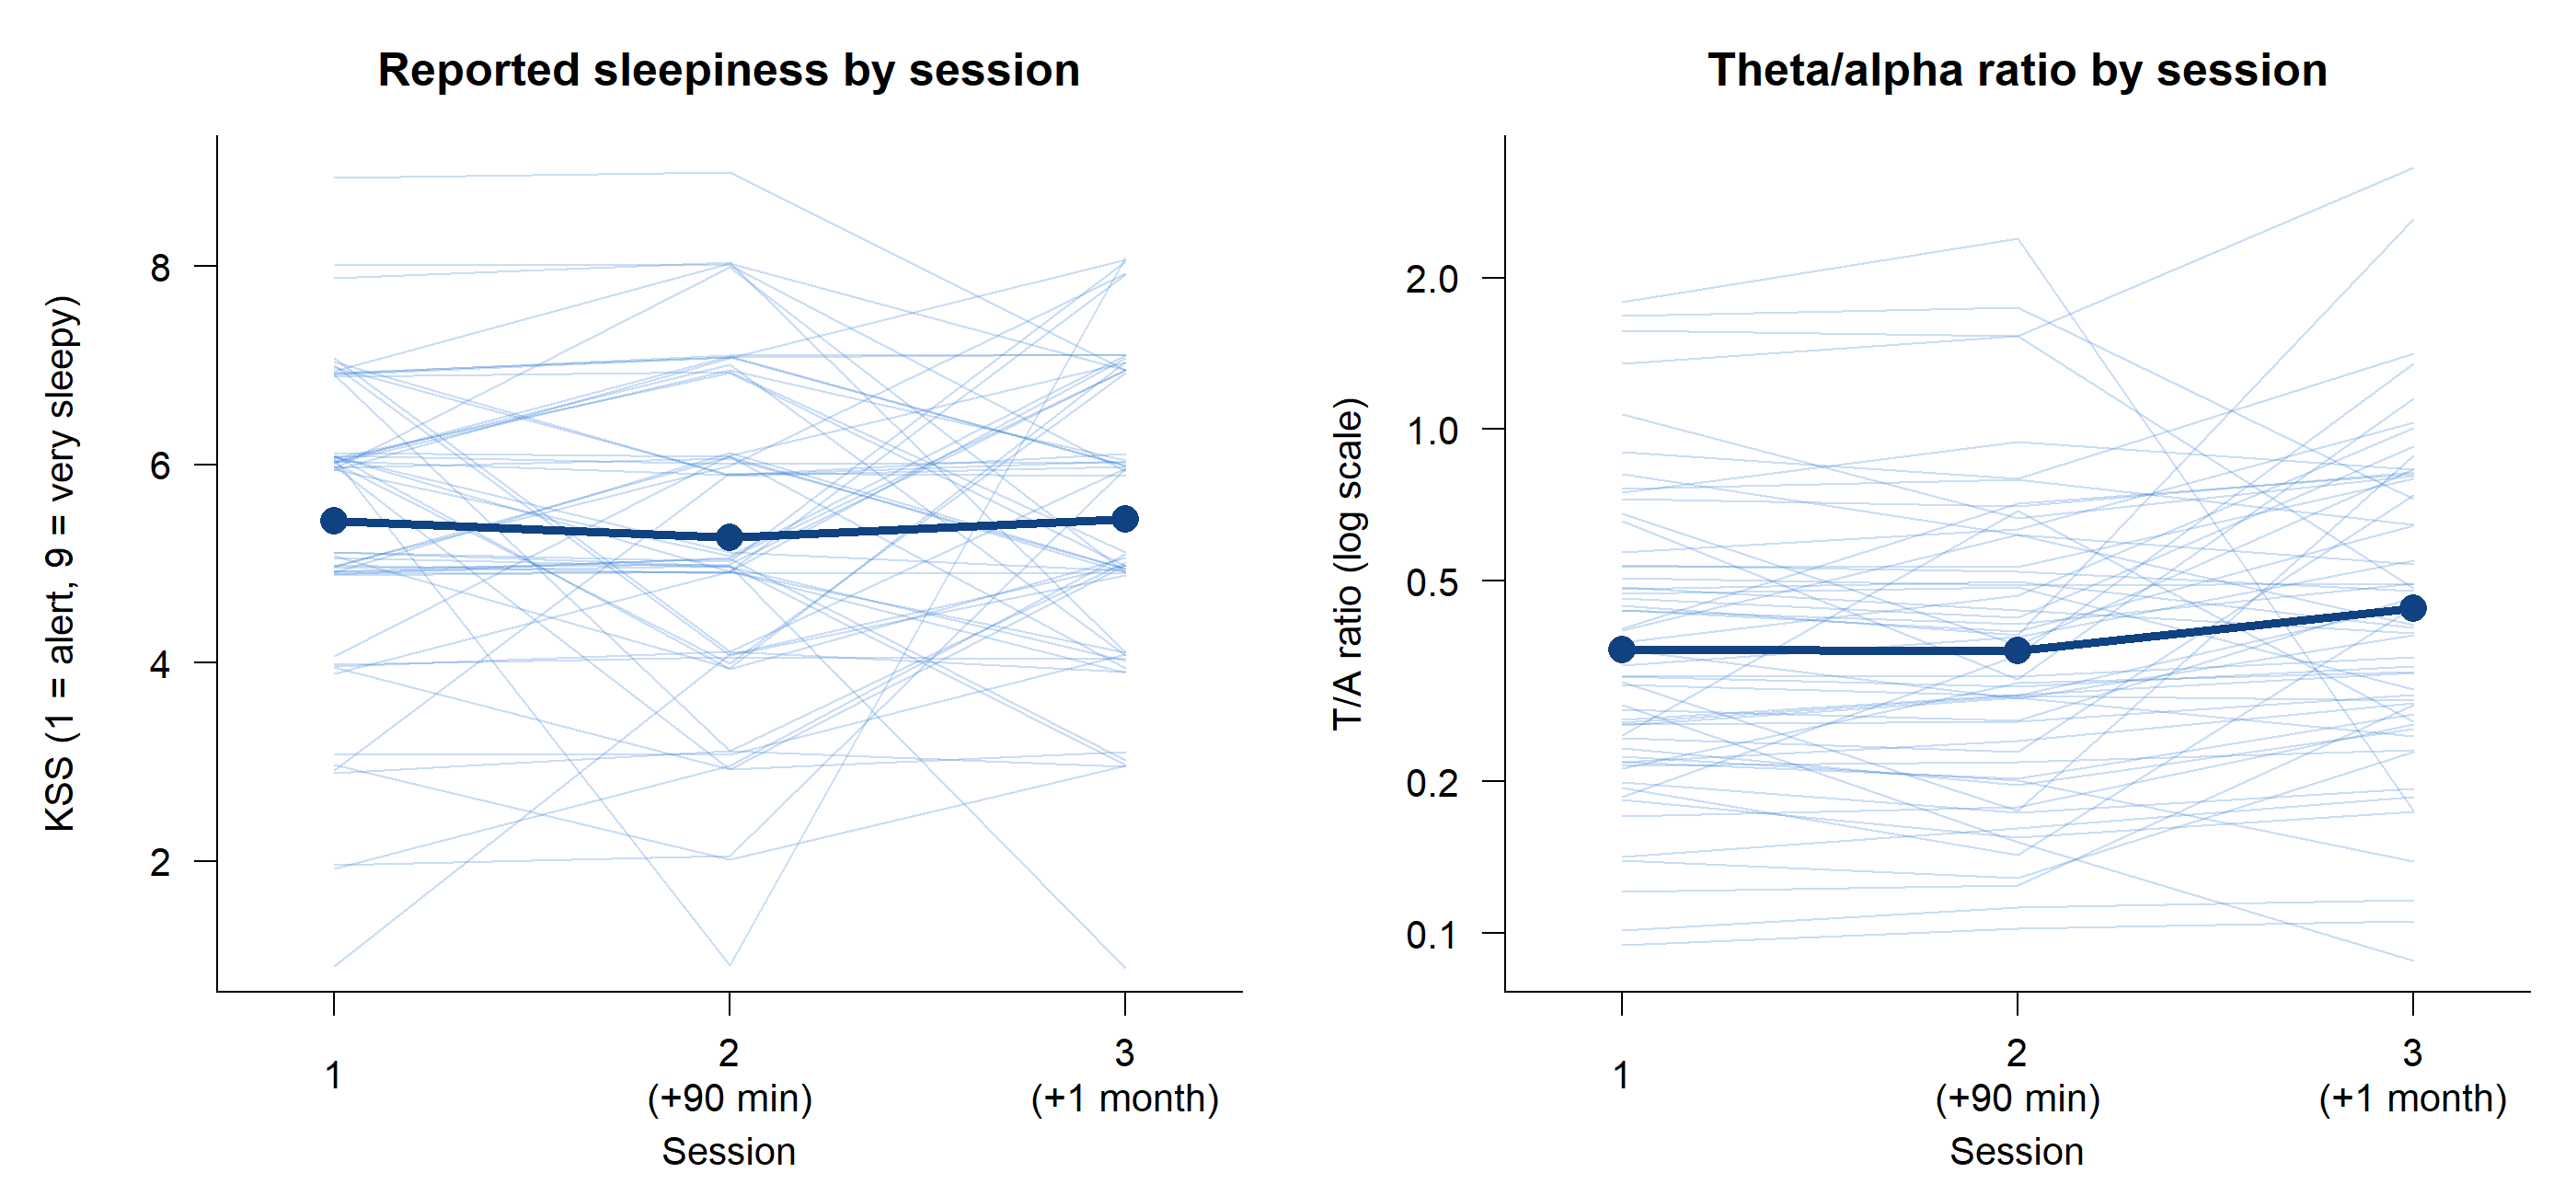 Reported sleepiness by session
KSS (1 = alert, 9 = very sleepy)
8
6
4
2
1
2
(+90 min)
3
(+1 month)
Session
Theta/alpha ratio by session
T/A ratio (log scale)
2.0
1.0
0.5
0.2
0.1
1
2
(+90 min)
3
(+1 month)
Session